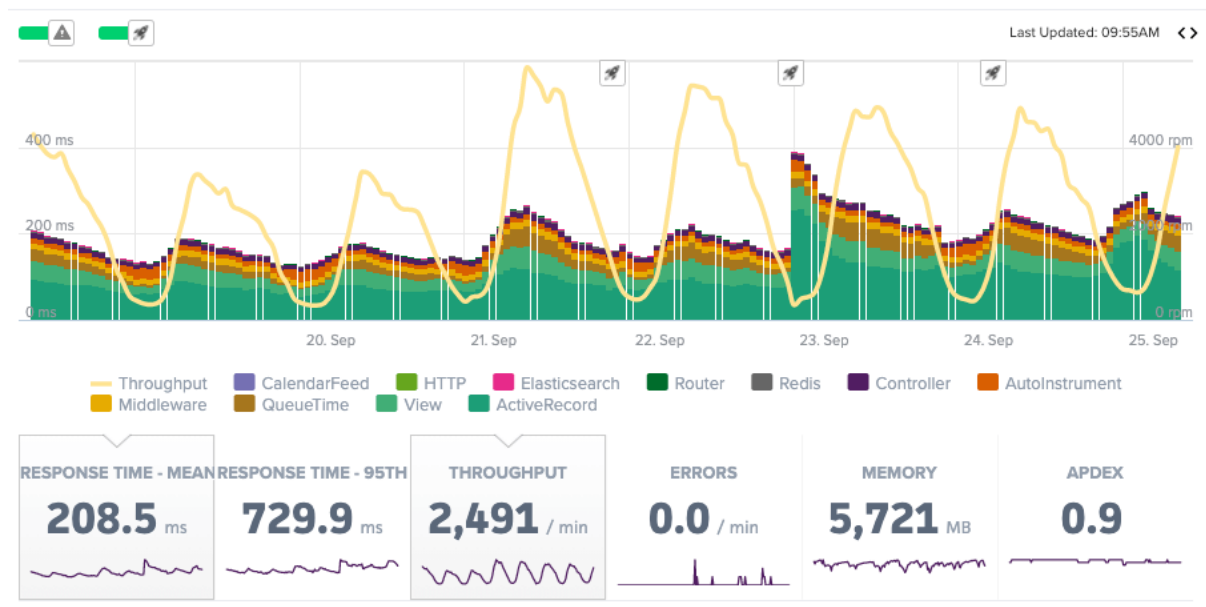 Last Updated: 09:55AM
400 ms
4000 rpm
200 ms
0 ms
0 rpm
20. Sep 21. Sep 22. Sep 23. Sep 24. Sep 25. Sep
Throughput CalendarFeed HTTP Elasticsearch Router Redis Controller AutoInstrument
Middleware QueueTime View ActiveRecord
RESPONSE TIME - MEAN RESPONSE TIME - 95TH THROUGHPUT ERRORS MEMORY APDEX
208.5 ms 729.9 ms 2,491 / min 0.0 / min 5,721 MB 0.9